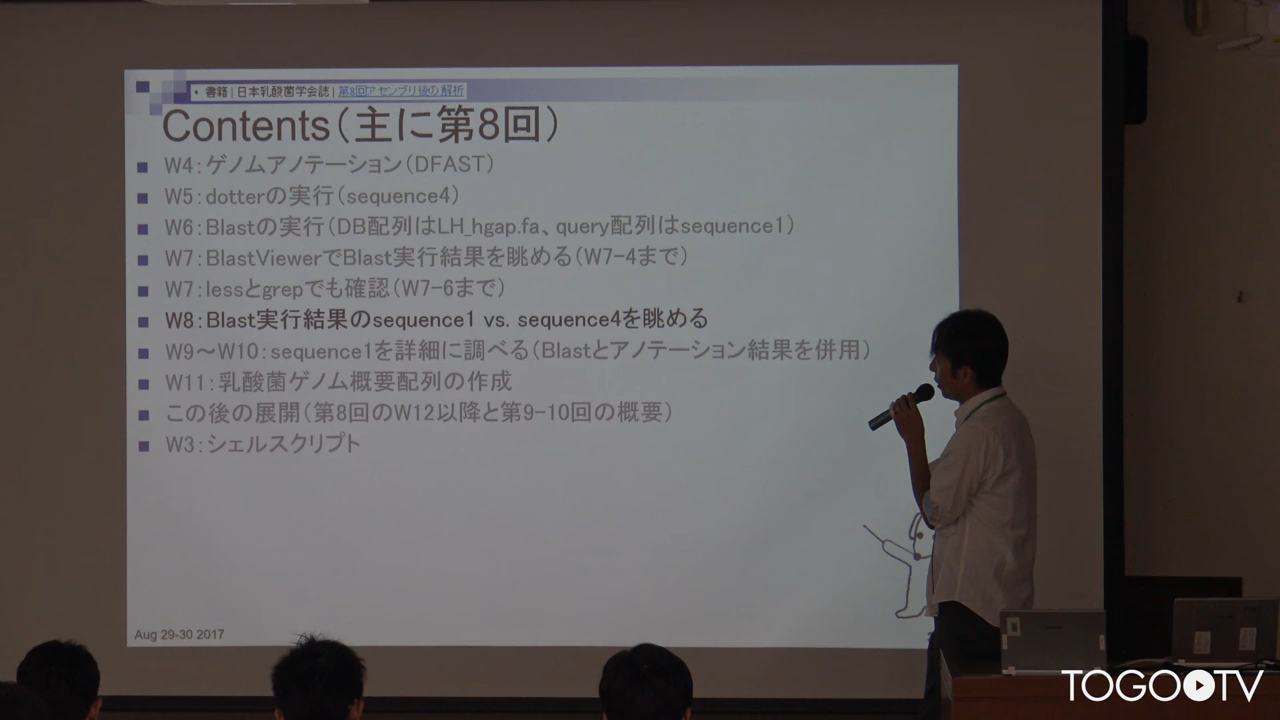 • 書籍 | 日本乳酸菌学会誌 | 第8回アセンブリ後の解析
Contents（主に第8回）
■ W4：ゲノムアノテーション（DFAST）
■ W5：dotterの実行（sequence4）
■ W6：Blastの実行（DB配列はLH_hgap.fa、query配列はsequence1）
■ W7：BlastViewerでBlast実行結果を眺める（W7-4まで）
■ W7：lessとgrepでも確認（W7-6まで）
■ W8：Blast実行結果のsequence1 vs. sequence4を眺める
■ W9～W10：sequence1を詳細に調べる（Blastとアノテーション結果を併用）
■ W11：乳酸菌ゲノム概要配列の作成
■ この後の展開（第8回のW12以降と第9-10回の概要）
■ W3：シェルスクリプト
Aug 29-30 2017
TOGOTV